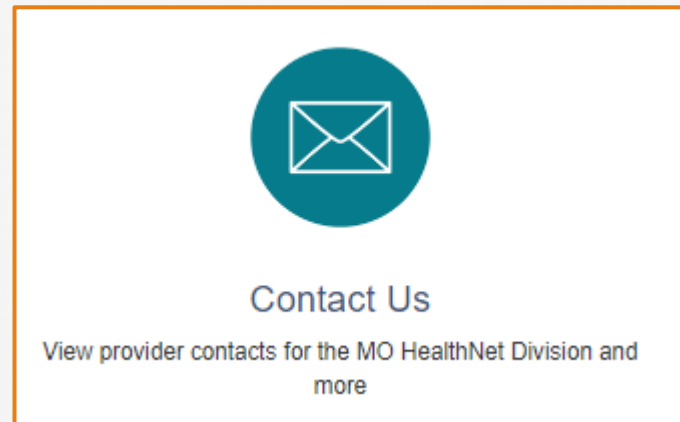 Contact Us
View provider contacts for the MO HealthNet Division and
more